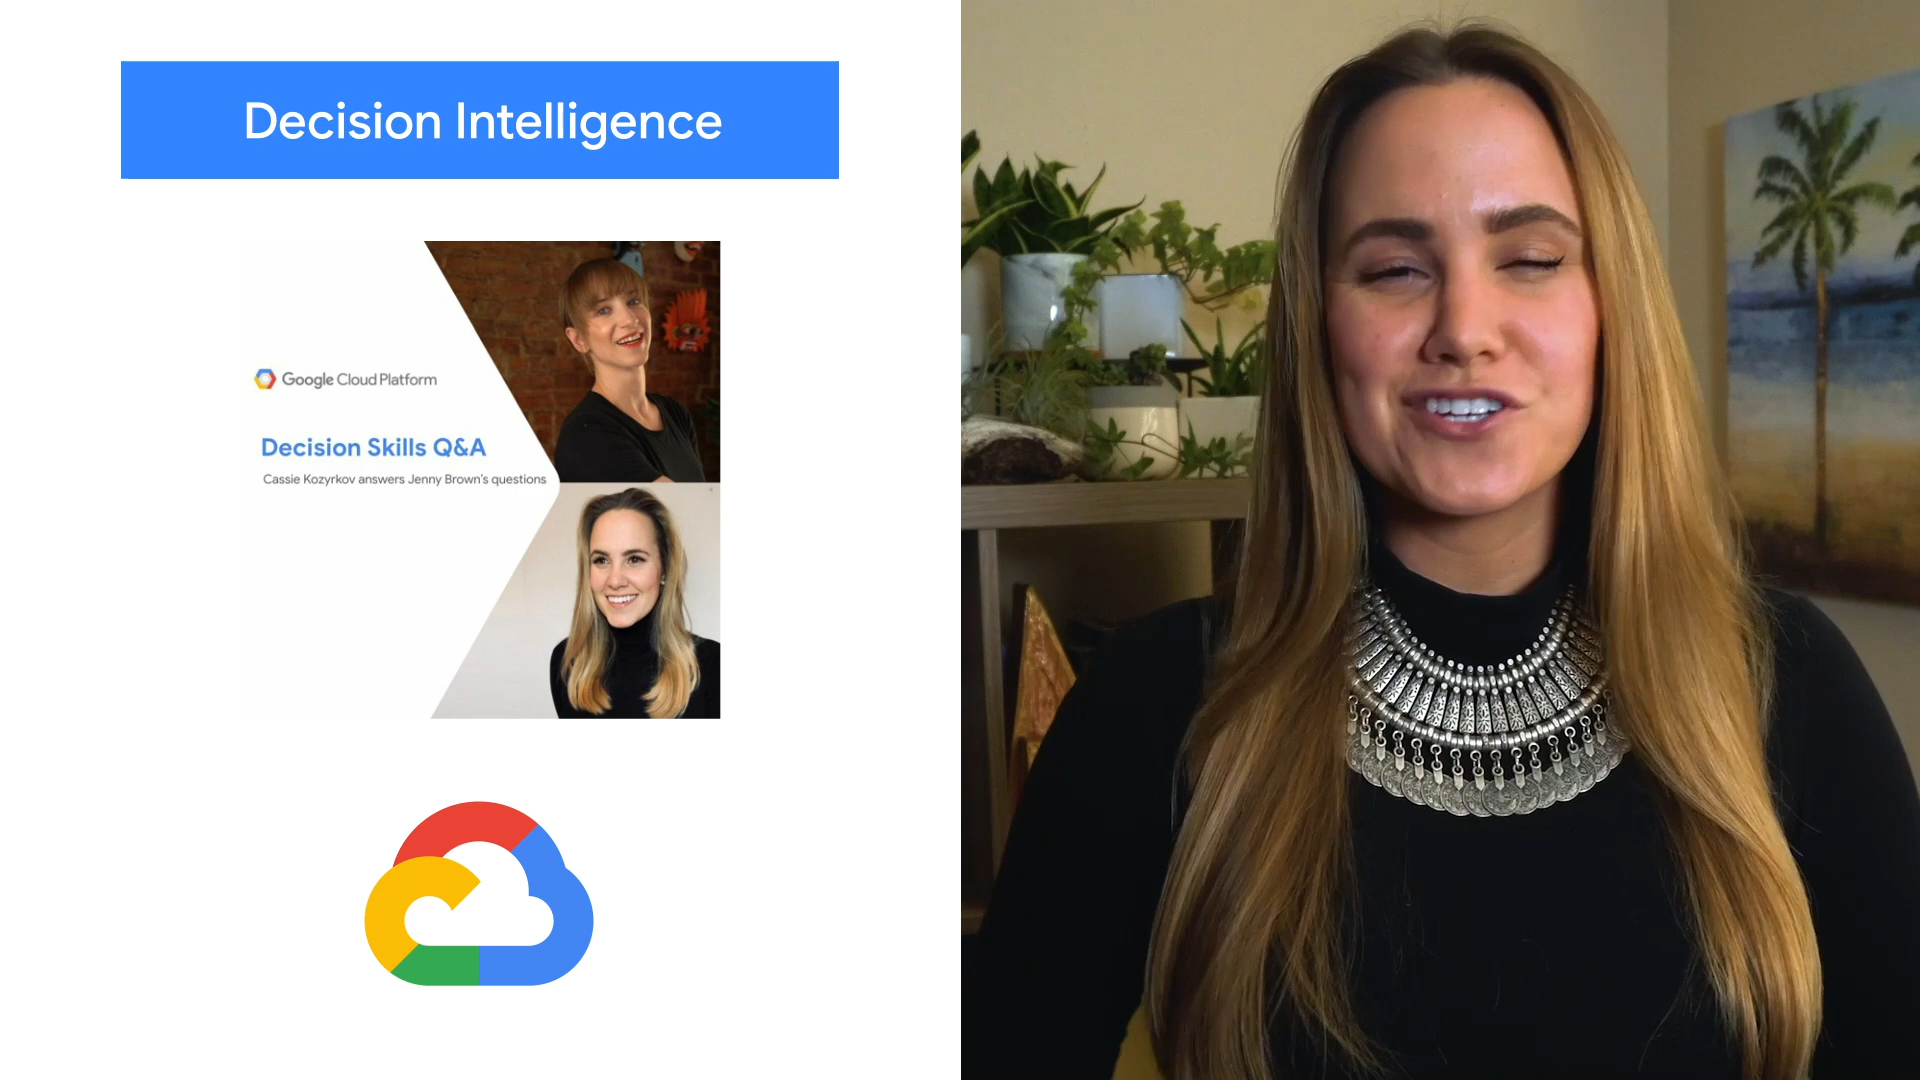 Decision Intelligence
Google Cloud Platform
Decision Skills Q&A
Cassie Kozyrkov answers Jenny Brown's questions